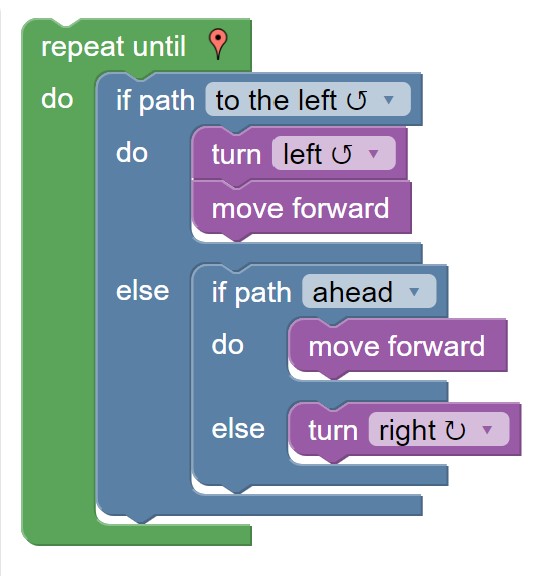 repeat until
do if path to the left ↺ ▼
do turn left ↺ ▼
move forward
else if path ahead ▼
do move forward
else turn right ↻ ▼